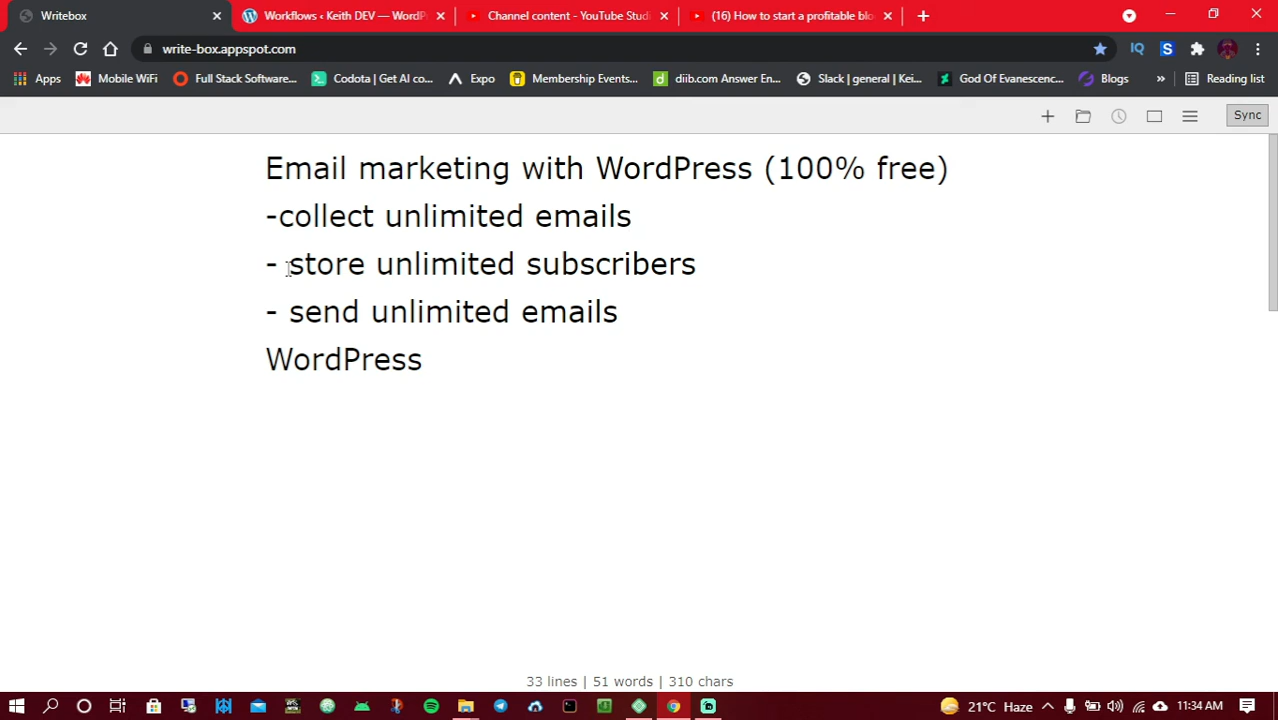 Writebox
Workflows ‹ Keith DEV — WordPr
Channel content - YouTube Studi
(16) How to start a profitable blo
write-box.appspot.com
IQ
S
Apps
Mobile WiFi
Full Stack Software...
Codota | Get AI co...
Expo
Membership Events...
diib.com Answer En...
Slack | general | Kei...
God Of Evanescenc...
Blogs
»
Reading list
Sync
Email marketing with WordPress (100% free)
-collect unlimited emails
- store unlimited subscribers
- send unlimited emails
WordPress
33 lines | 51 words | 310 chars
21°C Haze
11:34 AM